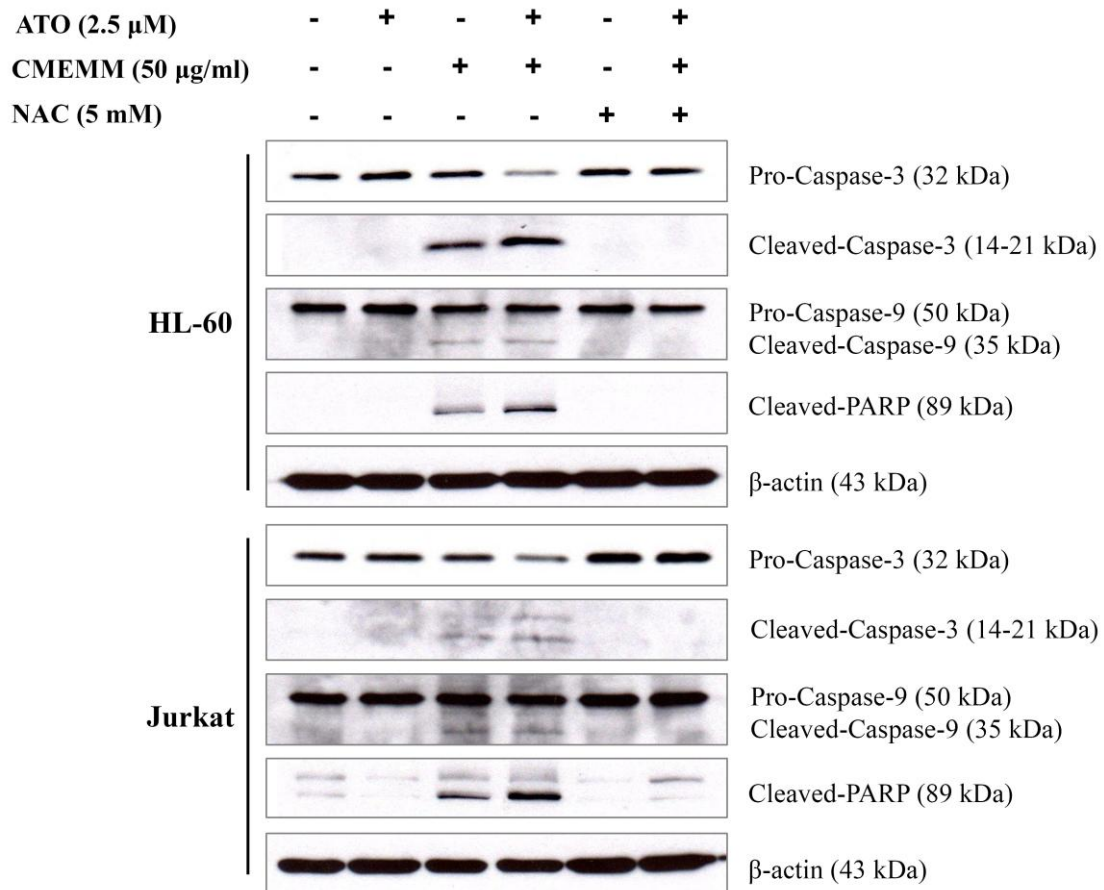 ATO (2.5 μM) - + - + - +
CMEMM (50 μg/ml) - - + + - +
NAC (5 mM) - - - - + +
HL-60
Pro-Caspase-3 (32 kDa)
Cleaved-Caspase-3 (14-21 kDa)
Pro-Caspase-9 (50 kDa)
Cleaved-Caspase-9 (35 kDa)
Cleaved-PARP (89 kDa)
β-actin (43 kDa)
Jurkat
Pro-Caspase-3 (32 kDa)
Cleaved-Caspase-3 (14-21 kDa)
Pro-Caspase-9 (50 kDa)
Cleaved-Caspase-9 (35 kDa)
Cleaved-PARP (89 kDa)
β-actin (43 kDa)